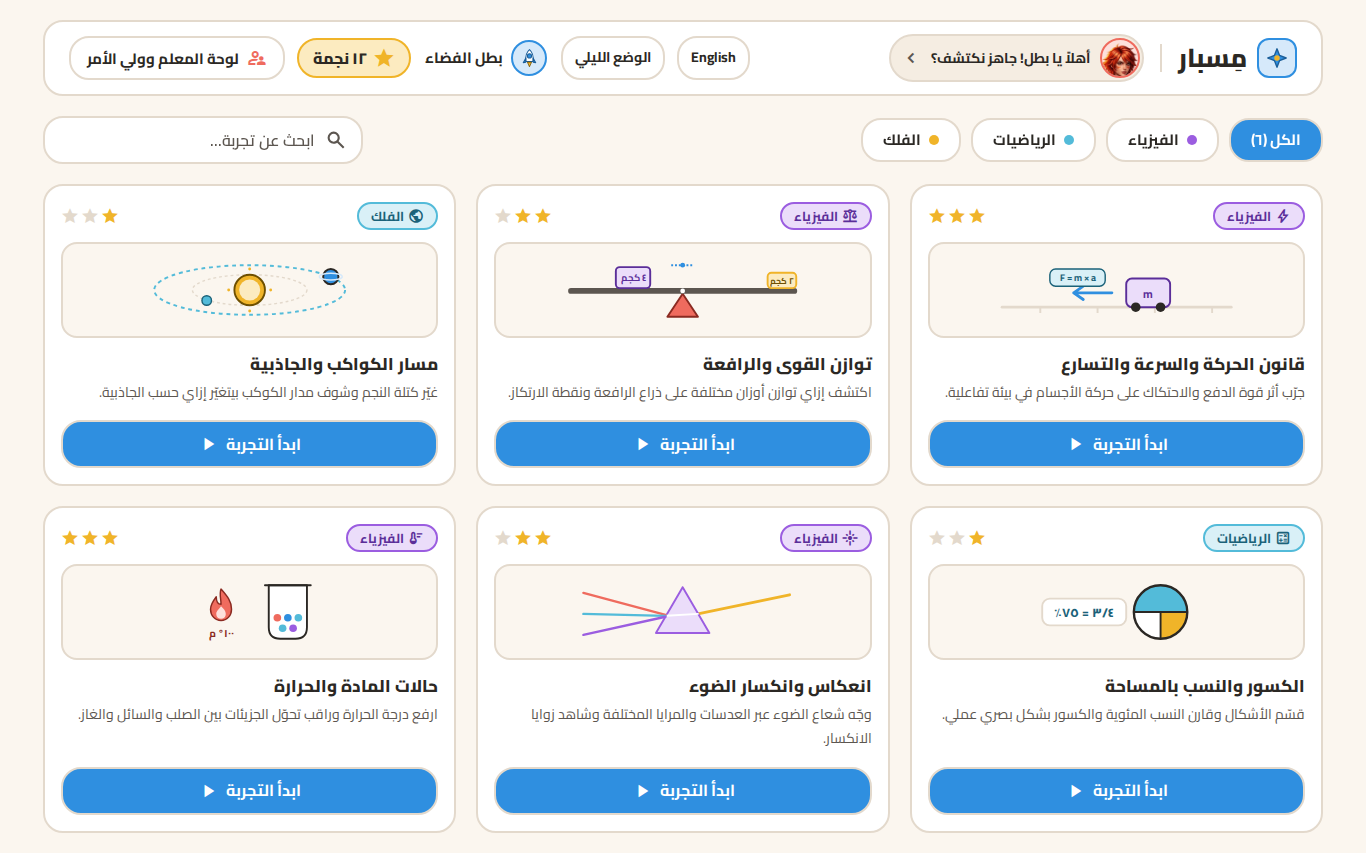 مِسبار
أهلاً يا بطل! جاهز نكتشف؟
English
الوضع الليلي
بطل الفضاء
١٢ نجمة
لوحة المعلم وولي الأمر
الكل (٦)
الفيزياء
الرياضيات
الفلك
ابحث عن تجربة...
الفيزياء
F = m × a
m
قانون الحركة والسرعة والتسارع
جرّب أثر قوة الدفع والاحتكاك على حركة الأجسام في بيئة تفاعلية.
ابدأ التجربة
الفيزياء
٤ كجم
٢ كجم
توازن القوى والرافعة
اكتشف إزاي توازن أوزان مختلفة على ذراع الرافعة ونقطة الارتكاز.
ابدأ التجربة
الفلك
مسار الكواكب والجاذبية
غيّر كتلة النجم وشوف مدار الكوكب بيتغيّر إزاي حسب الجاذبية.
ابدأ التجربة
الرياضيات
٣/٤ = ٧٥٪
الكسور والنسب بالمساحة
قسّم الأشكال وقارن النسب المئوية والكسور بشكل بصري عملي.
ابدأ التجربة
الفيزياء
انعكاس وانكسار الضوء
وجّه شعاع الضوء عبر العدسات والمرايا المختلفة وشاهد زوايا
الانكسار.
ابدأ التجربة
الفيزياء
١٠٠° م
حالات المادة والحرارة
ارفع درجة الحرارة وراقب تحوّل الجزيئات بين الصلب والسائل والغاز.
ابدأ التجربة